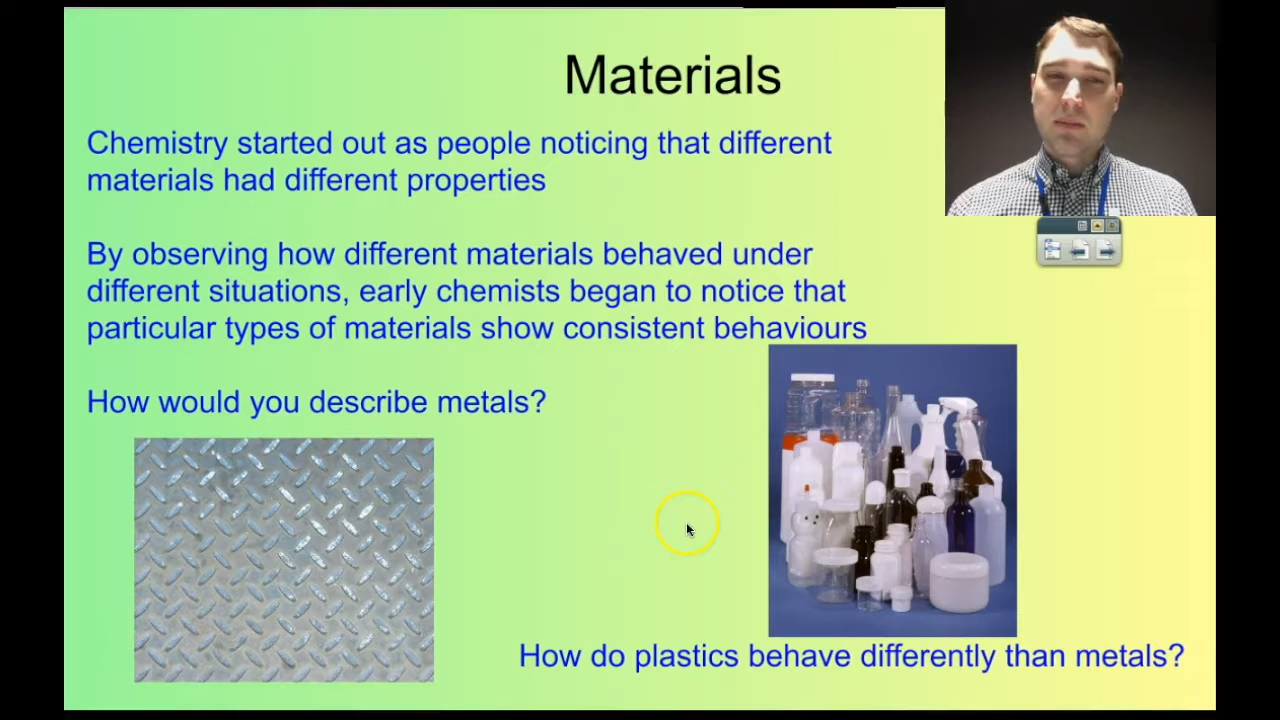 Materials
Chemistry started out as people noticing that different
materials had different properties
By observing how different materials behaved under
different situations, early chemists began to notice that
particular types of materials show consistent behaviours
How would you describe metals?
How do plastics behave differently than metals?